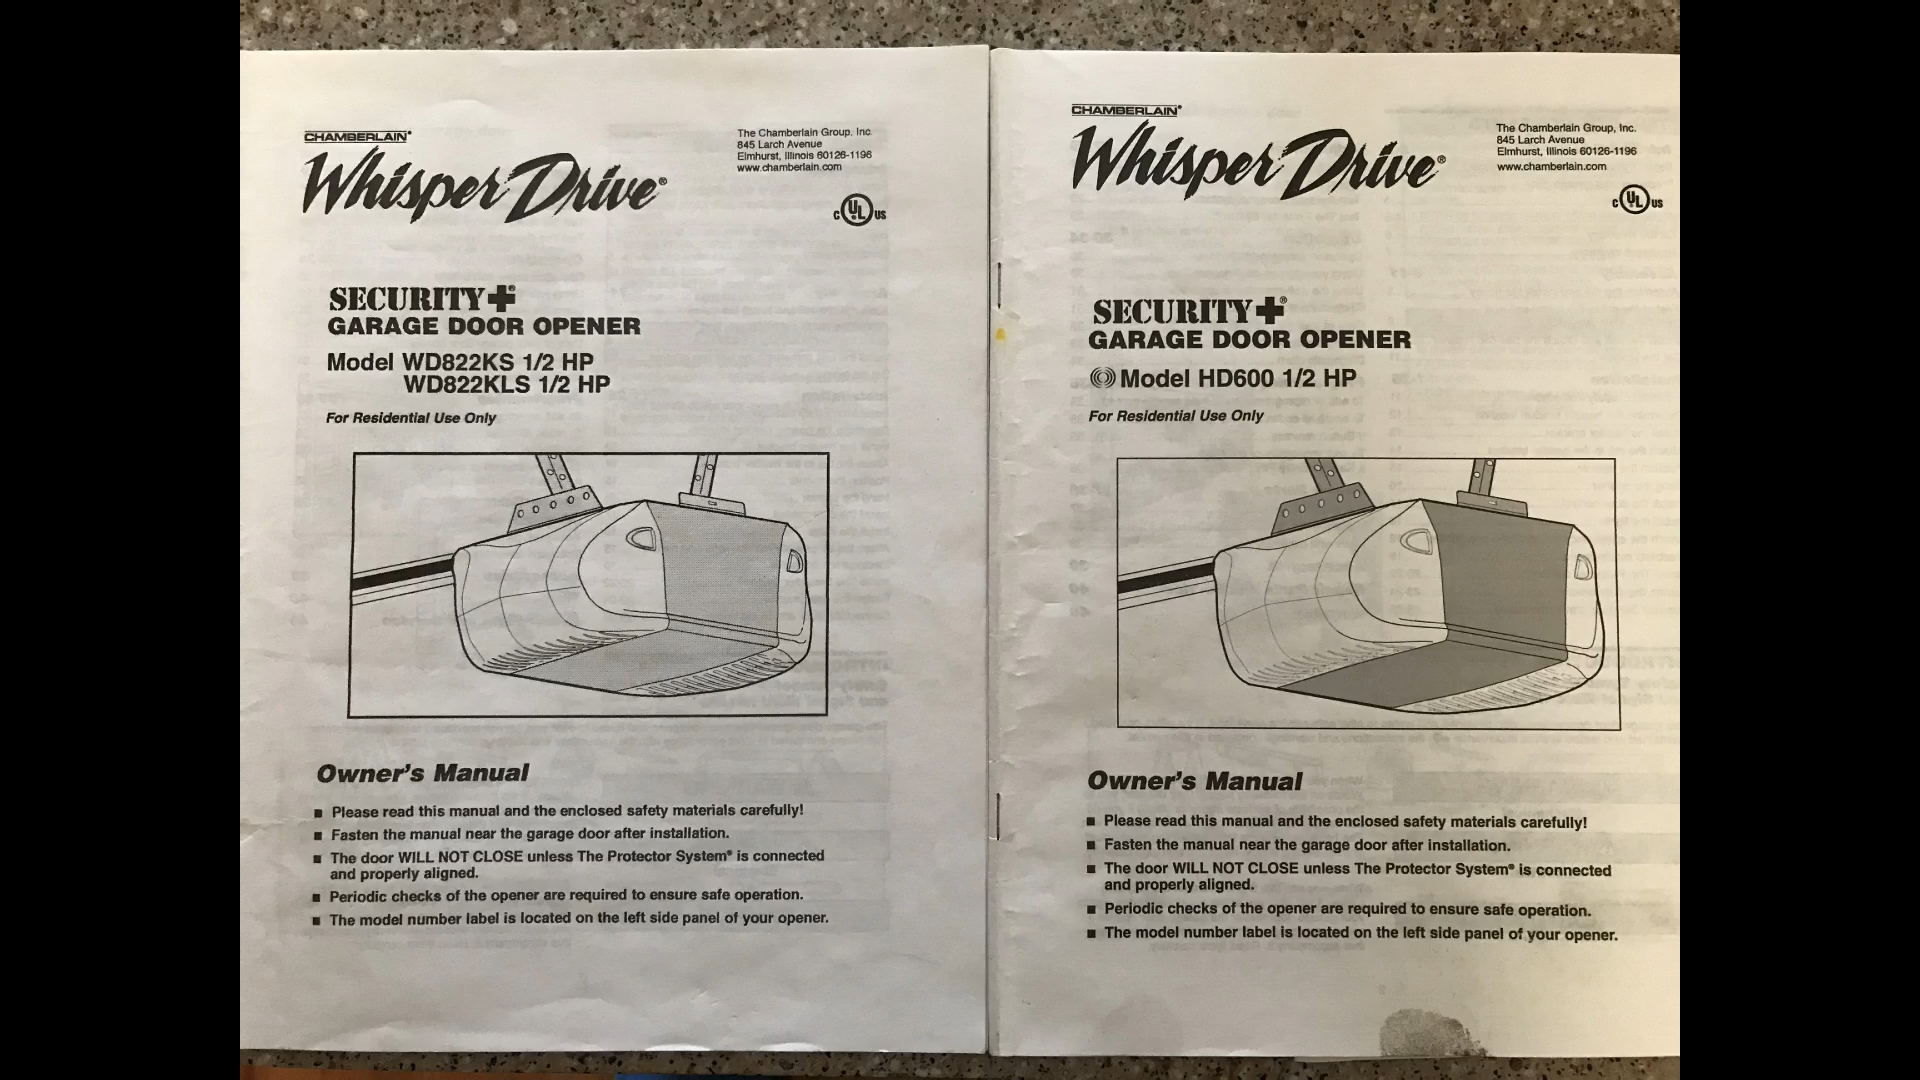 CHAMBERLAIN®
Whisper Drive®
The Chamberlain Group, Inc.
845 Larch Avenue
Elmhurst, Illinois 60126-1196
www.chamberlain.com
C UL US
SECURITY+®
GARAGE DOOR OPENER
Model WD822KS 1/2 HP
WD822KLS 1/2 HP
For Residential Use Only
Owner's Manual
■ Please read this manual and the enclosed safety materials carefully!
■ Fasten the manual near the garage door after installation.
■ The door WILL NOT CLOSE unless The Protector System® is connected
and properly aligned.
■ Periodic checks of the opener are required to ensure safe operation.
■ The model number label is located on the left side panel of your opener.
CHAMBERLAIN®
Whisper Drive®
The Chamberlain Group, Inc.
845 Larch Avenue
Elmhurst, Illinois 60126-1196
www.chamberlain.com
C UL US
SECURITY+®
GARAGE DOOR OPENER
Model HD600 1/2 HP
For Residential Use Only
Owner's Manual
■ Please read this manual and the enclosed safety materials carefully!
■ Fasten the manual near the garage door after installation.
■ The door WILL NOT CLOSE unless The Protector System® is connected
and properly aligned.
■ Periodic checks of the opener are required to ensure safe operation.
■ The model number label is located on the left side panel of your opener.